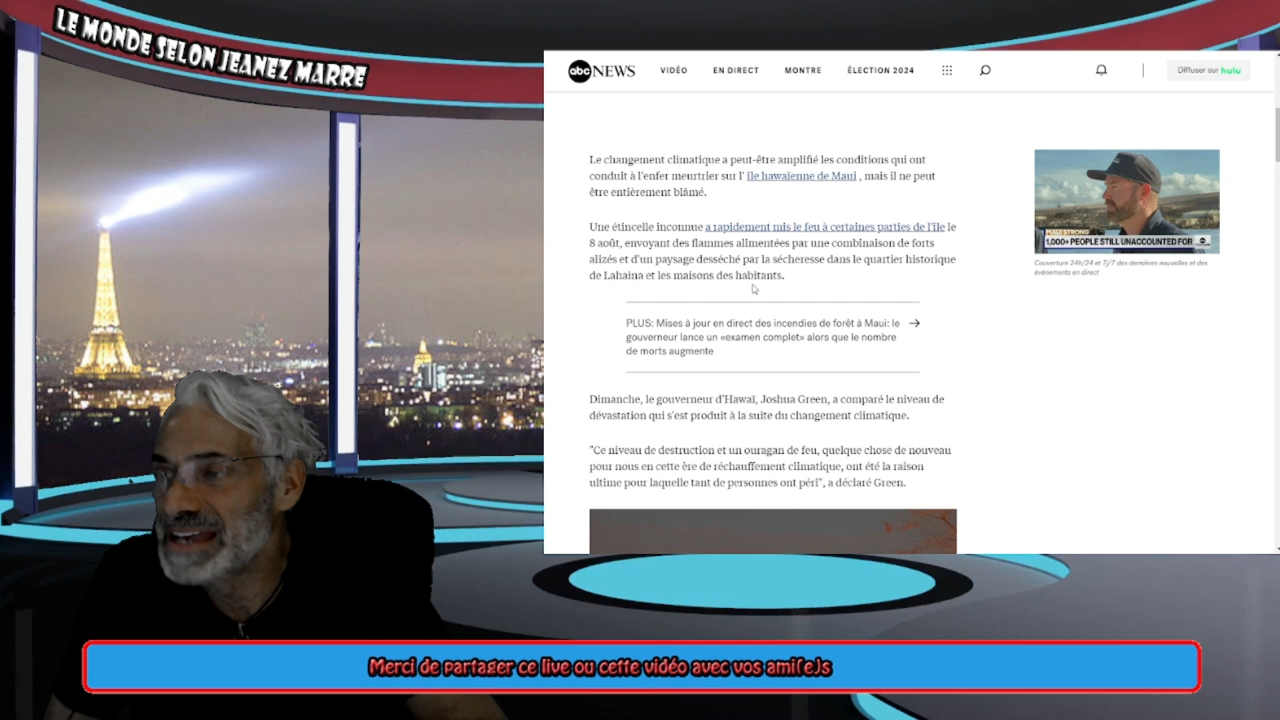 LE MONDE SELON JEANEZ MARRE
abc NEWS VIDÉO EN DIRECT MONTRE ÉLECTION 2024 Diffuser sur hulu
Le changement climatique a peut-être amplifié les conditions qui ont
conduit à l'enfer meurtrier sur l' île hawaïenne de Maui , mais il ne peut
être entièrement blâmé.
Une étincelle inconnue a rapidement mis le feu à certaines parties de l'île le
8 août, envoyant des flammes alimentées par une combinaison de forts
alizés et d'un paysage desséché par la sécheresse dans le quartier historique
de Lahaina et les maisons des habitants.
PLUS: Mises à jour en direct des incendies de forêt à Maui: le
gouverneur lance un «examen complet» alors que le nombre
de morts augmente
Dimanche, le gouverneur d'Hawaï, Joshua Green, a comparé le niveau de
dévastation qui s'est produit à la suite du changement climatique.
"Ce niveau de destruction et un ouragan de feu, quelque chose de nouveau
pour nous en cette ère de réchauffement climatique, ont été la raison
ultime pour laquelle tant de personnes ont péri", a déclaré Green.
MAUI STRONG
1,000+ PEOPLE STILL UNACCOUNTED FOR
Couverture 24h/24 et 7j/7 des dernières nouvelles et des
événements en direct
Merci de partager ce live ou cette vidéo avec vos ami(e)s